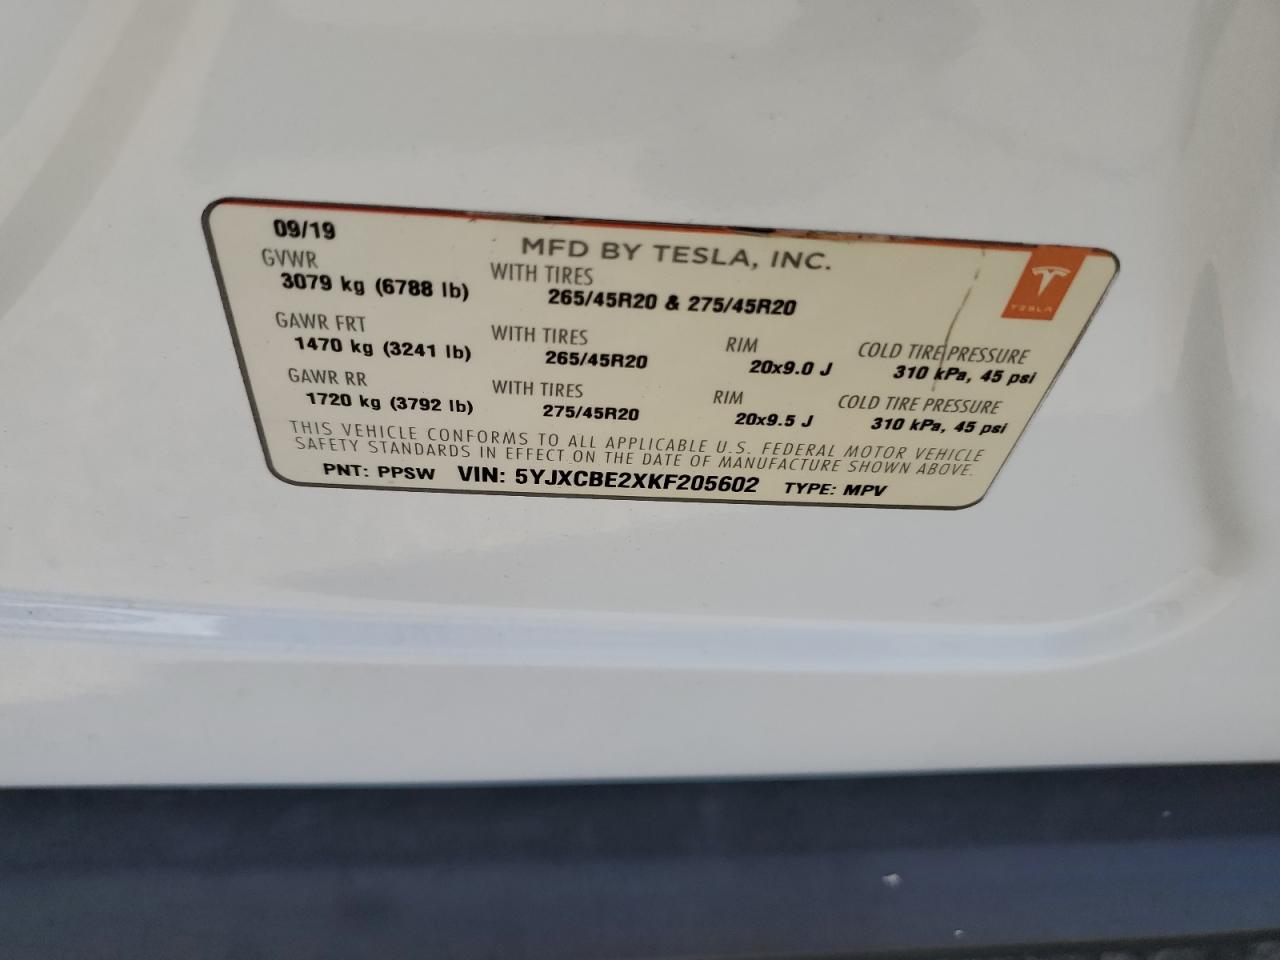 09/19
MFD BY TESLA, INC.
TESLA
GVWR
3079 kg (6788 lb)
WITH TIRES
265/45R20 & 275/45R20
GAWR FRT
1470 kg (3241 lb)
WITH TIRES
265/45R20
RIM
20x9.0 J
COLD TIRE PRESSURE
310 kPa, 45 psi
GAWR RR
1720 kg (3792 lb)
WITH TIRES
275/45R20
RIM
20x9.5 J
COLD TIRE PRESSURE
310 kPa, 45 psi
THIS VEHICLE CONFORMS TO ALL APPLICABLE U.S. FEDERAL MOTOR VEHICLE
SAFETY STANDARDS IN EFFECT ON THE DATE OF MANUFACTURE SHOWN ABOVE.
PNT: PPSW VIN: 5YJXCBE2XKF205602 TYPE: MPV